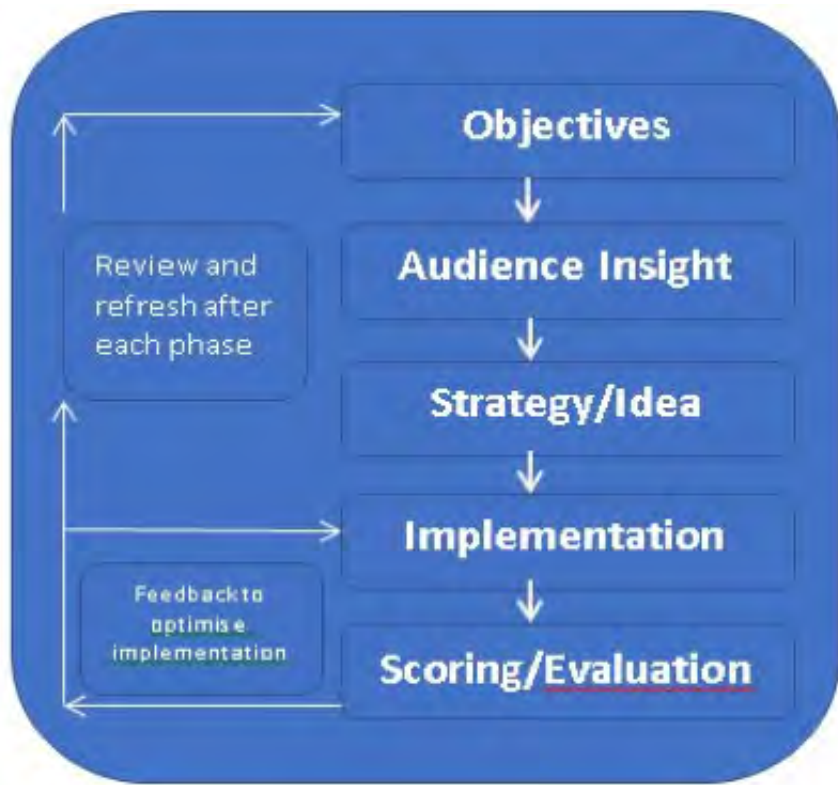 Objectives
Audience Insight
Review and
refresh after
each phase
Strategy/Idea
Implementation
Feedback to
optimise
implementation
Scoring/Evaluation